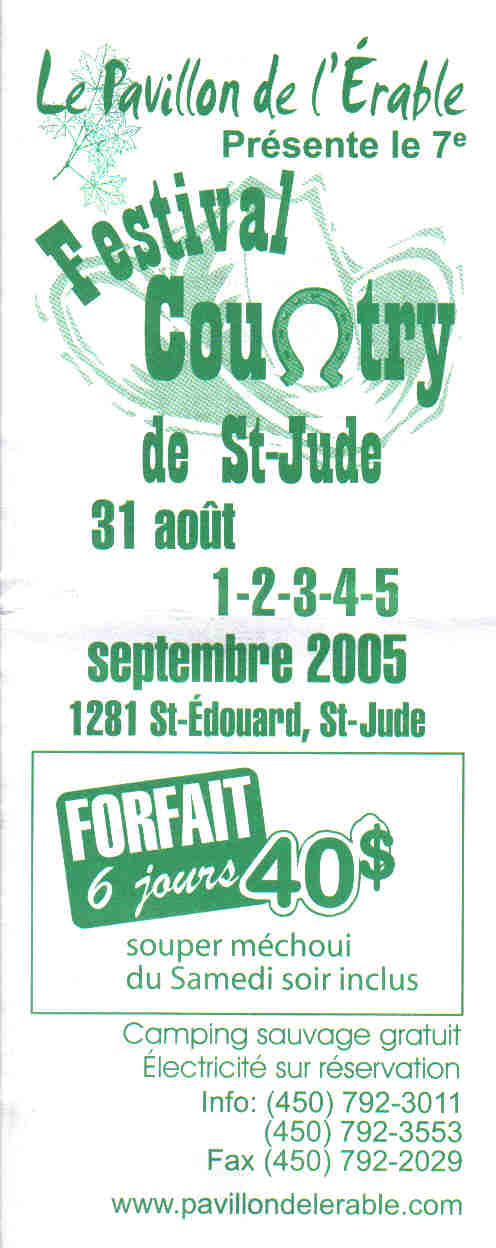 Le Pavillon de l'Érable
Présente le 7e
Festival
Country
de St-Jude
31 août
1-2-3-4-5
septembre 2005
1281 St-Édouard, St-Jude
FORFAIT
6 jours 40$
souper méchoui
du Samedi soir inclus
Camping sauvage gratuit
Électricité sur réservation
Info: (450) 792-3011
(450) 792-3553
Fax (450) 792-2029
www.pavillondelerable.com